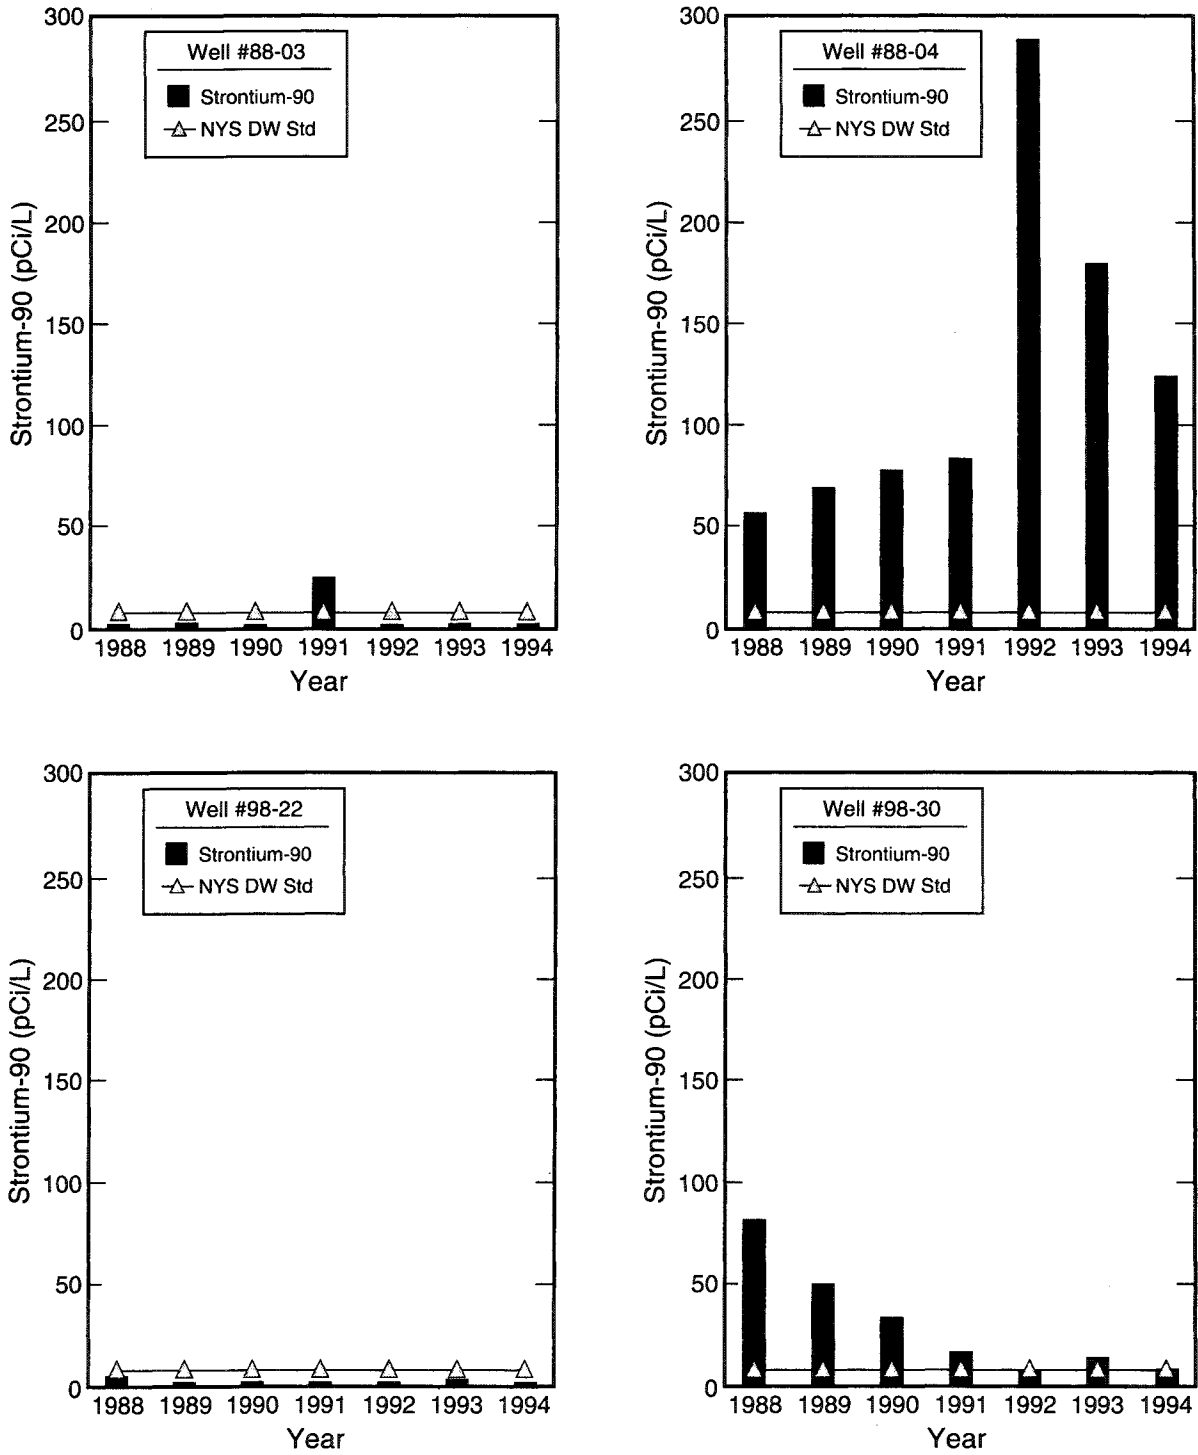 Well #88-03
Strontium-90
NYS DW Std
Strontium-90 (pCi/L)
300
250
200
150
100
50
0
1988 1989 1990 1991 1992 1993 1994
Year
Well #88-04
Strontium-90
NYS DW Std
Strontium-90 (pCi/L)
300
250
200
150
100
50
0
1988 1989 1990 1991 1992 1993 1994
Year
Well #98-22
Strontium-90
NYS DW Std
Strontium-90 (pCi/L)
300
250
200
150
100
50
0
1988 1989 1990 1991 1992 1993 1994
Year
Well #98-30
Strontium-90
NYS DW Std
Strontium-90 (pCi/L)
300
250
200
150
100
50
0
1988 1989 1990 1991 1992 1993 1994
Year